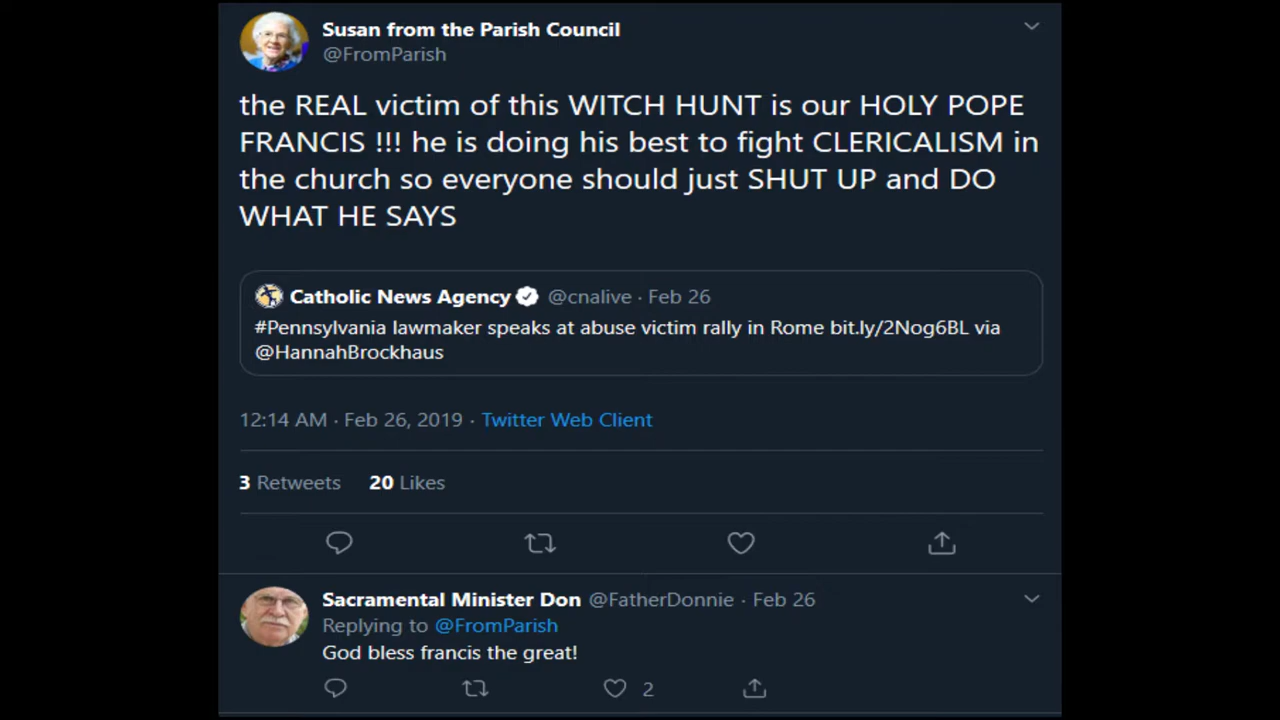 Susan from the Parish Council
@FromParish
the REAL victim of this WITCH HUNT is our HOLY POPE
FRANCIS !!! he is doing his best to fight CLERICALISM in
the church so everyone should just SHUT UP and DO
WHAT HE SAYS
Catholic News Agency @cnalive · Feb 26
#Pennsylvania lawmaker speaks at abuse victim rally in Rome bit.ly/2Nog6BL via
@HannahBrockhaus
12:14 AM · Feb 26, 2019 · Twitter Web Client
3 Retweets 20 Likes
Sacramental Minister Don @FatherDonnie · Feb 26
Replying to @FromParish
God bless francis the great!
2